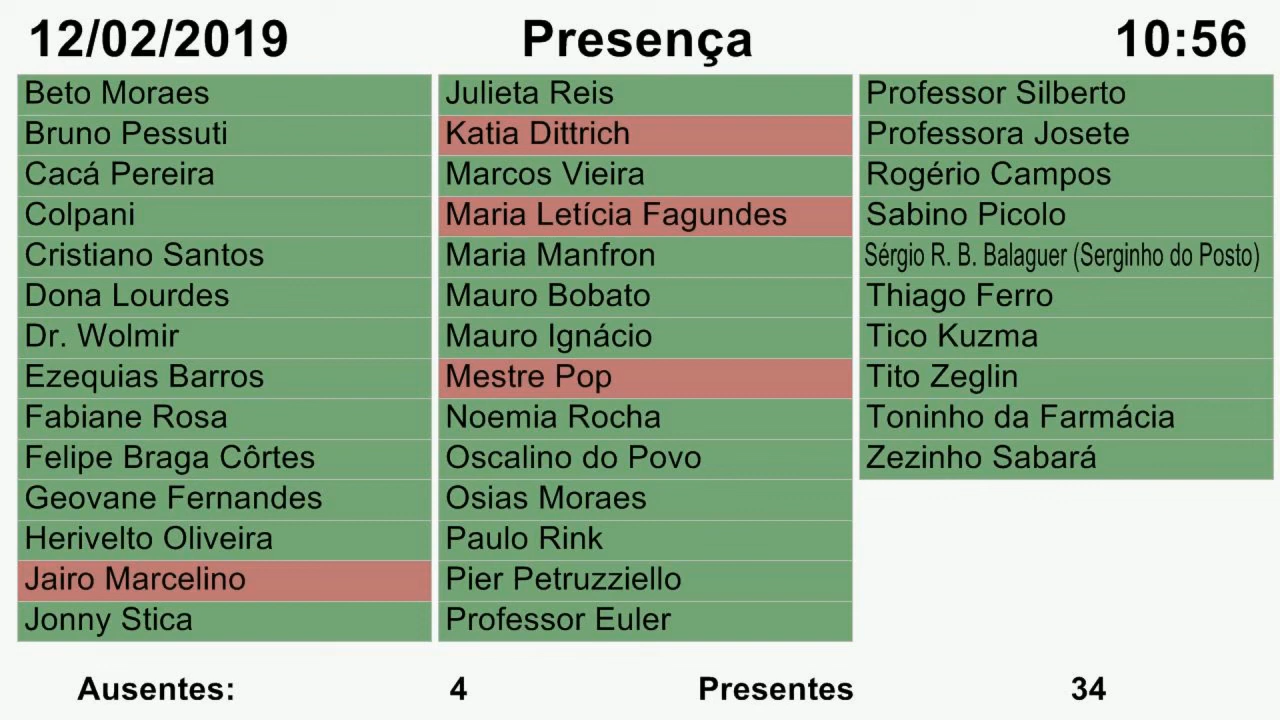 12/02/2019 Presença 10:56
Beto Moraes
Bruno Pessuti
Cacá Pereira
Colpani
Cristiano Santos
Dona Lourdes
Dr. Wolmir
Ezequias Barros
Fabiane Rosa
Felipe Braga Côrtes
Geovane Fernandes
Herivelto Oliveira
Jairo Marcelino
Jonny Stica
Julieta Reis
Katia Dittrich
Marcos Vieira
Maria Letícia Fagundes
Maria Manfron
Mauro Bobato
Mauro Ignácio
Mestre Pop
Noemia Rocha
Oscalino do Povo
Osias Moraes
Paulo Rink
Pier Petruzziello
Professor Euler
Professor Silberto
Professora Josete
Rogério Campos
Sabino Picolo
Sérgio R. B. Balaguer (Serginho do Posto)
Thiago Ferro
Tico Kuzma
Tito Zeglin
Toninho da Farmácia
Zezinho Sabará
Ausentes: 4 Presentes 34